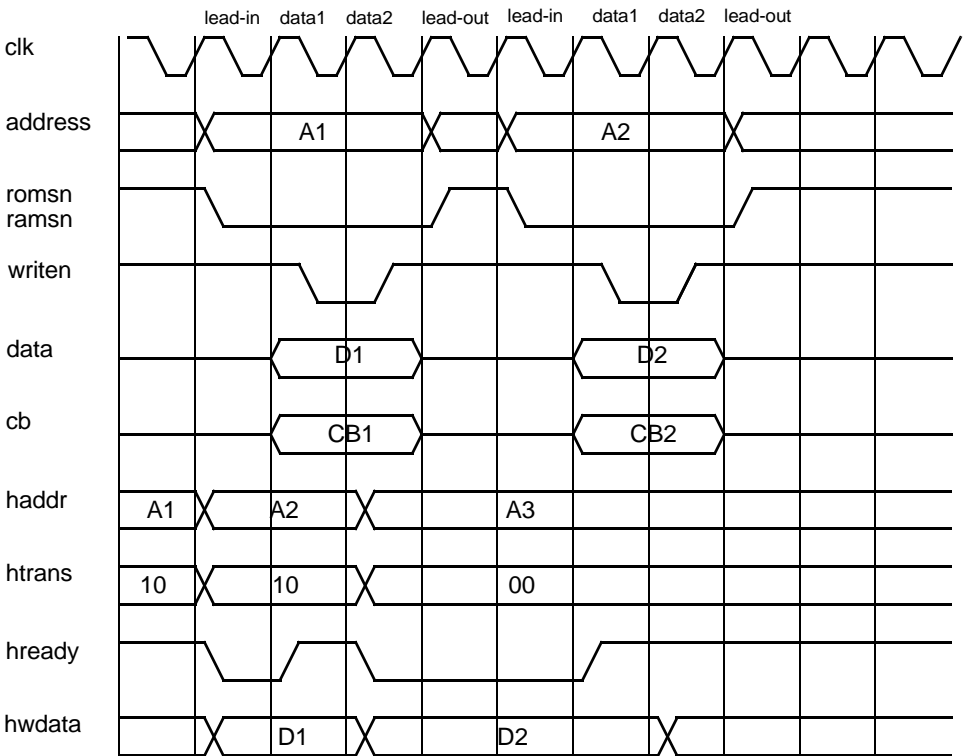 lead-in data1 data2 lead-out lead-in data1 data2 lead-out
clk
address A1 A2
romsn
ramsn
writen
data D1 D2
cb CB1 CB2
haddr A1 A2 A3
htrans 10 10 00
hready
hwdata D1 D2